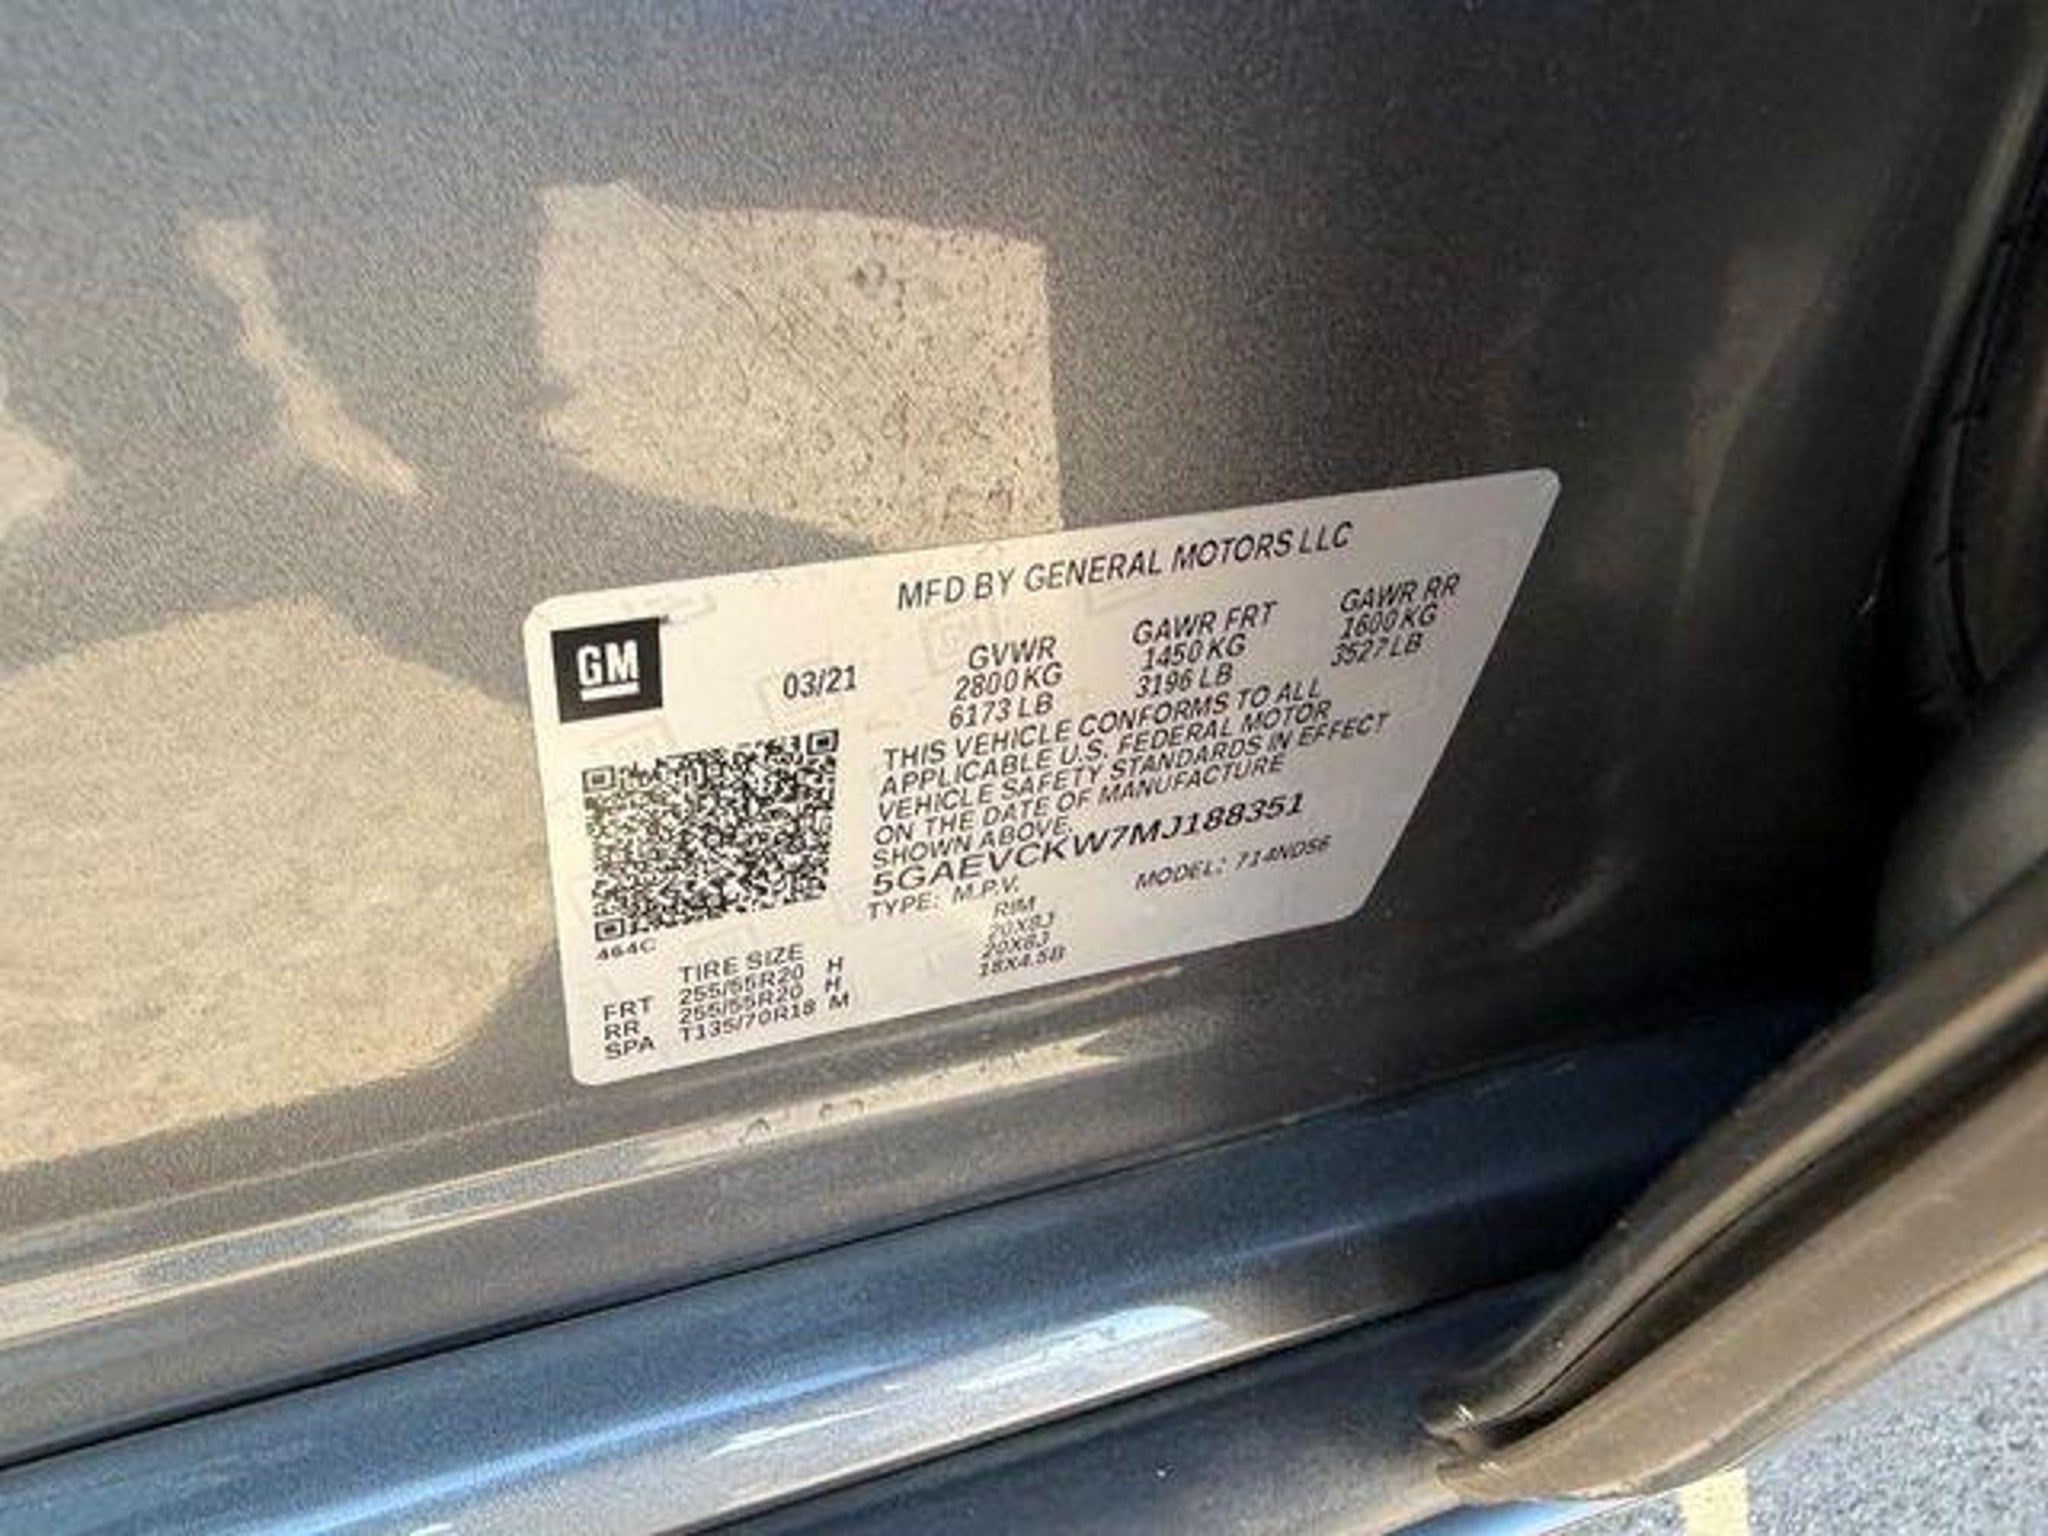 MFD BY GENERAL MOTORS LLC
GM
03/21
GVWR GAWR FRT GAWR RR
2800 KG 1450 KG 1600 KG
6173 LB 3196 LB 3527 LB
THIS VEHICLE CONFORMS TO ALL
APPLICABLE U.S. FEDERAL MOTOR
VEHICLE SAFETY STANDARDS IN EFFECT
ON THE DATE OF MANUFACTURE
SHOWN ABOVE.
5GAEVCKW7MJ188351
TYPE: M.P.V. MODEL: 714NDS6
464C
TIRE SIZE RIM
FRT 255/55R20 H 20X8J
RR 255/55R20 H 20X8J
SPA T135/70R18 M 18X4.5B